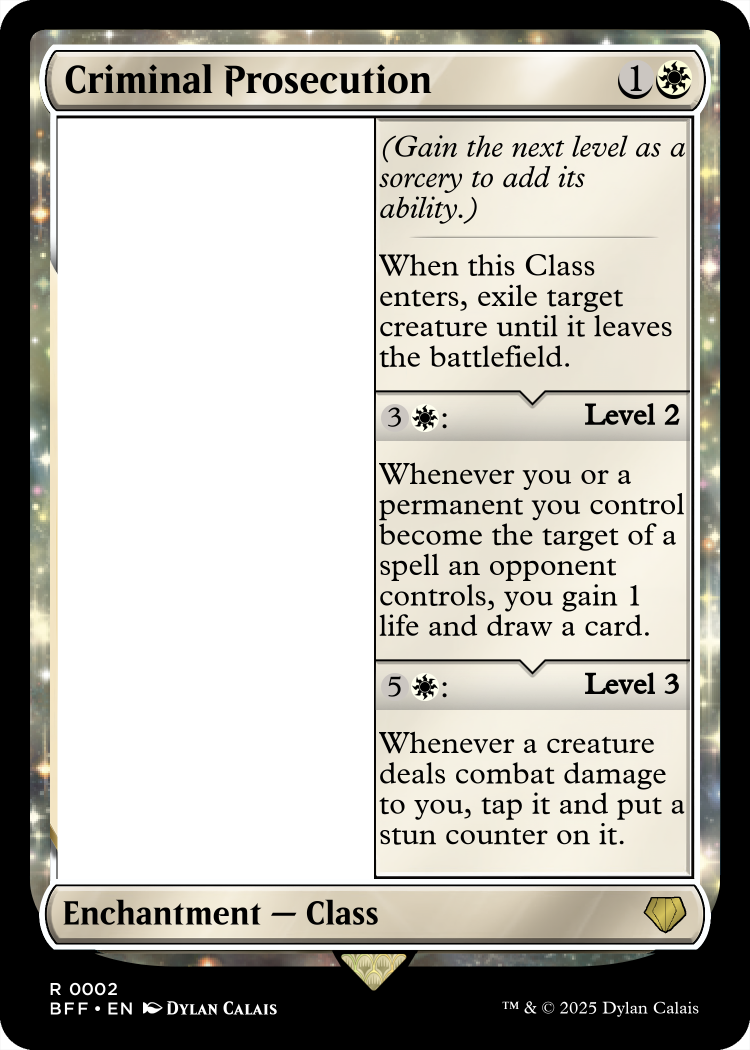 Criminal Prosecution 1
(Gain the next level as a
sorcery to add its
ability.)
When this Class
enters, exile target
creature until it leaves
the battlefield.
3 : Level 2
Whenever you or a
permanent you control
become the target of a
spell an opponent
controls, you gain 1
life and draw a card.
5 : Level 3
Whenever a creature
deals combat damage
to you, tap it and put a
stun counter on it.
Enchantment — Class
R 0002
BFF • EN Dylan Calais
™ & © 2025 Dylan Calais